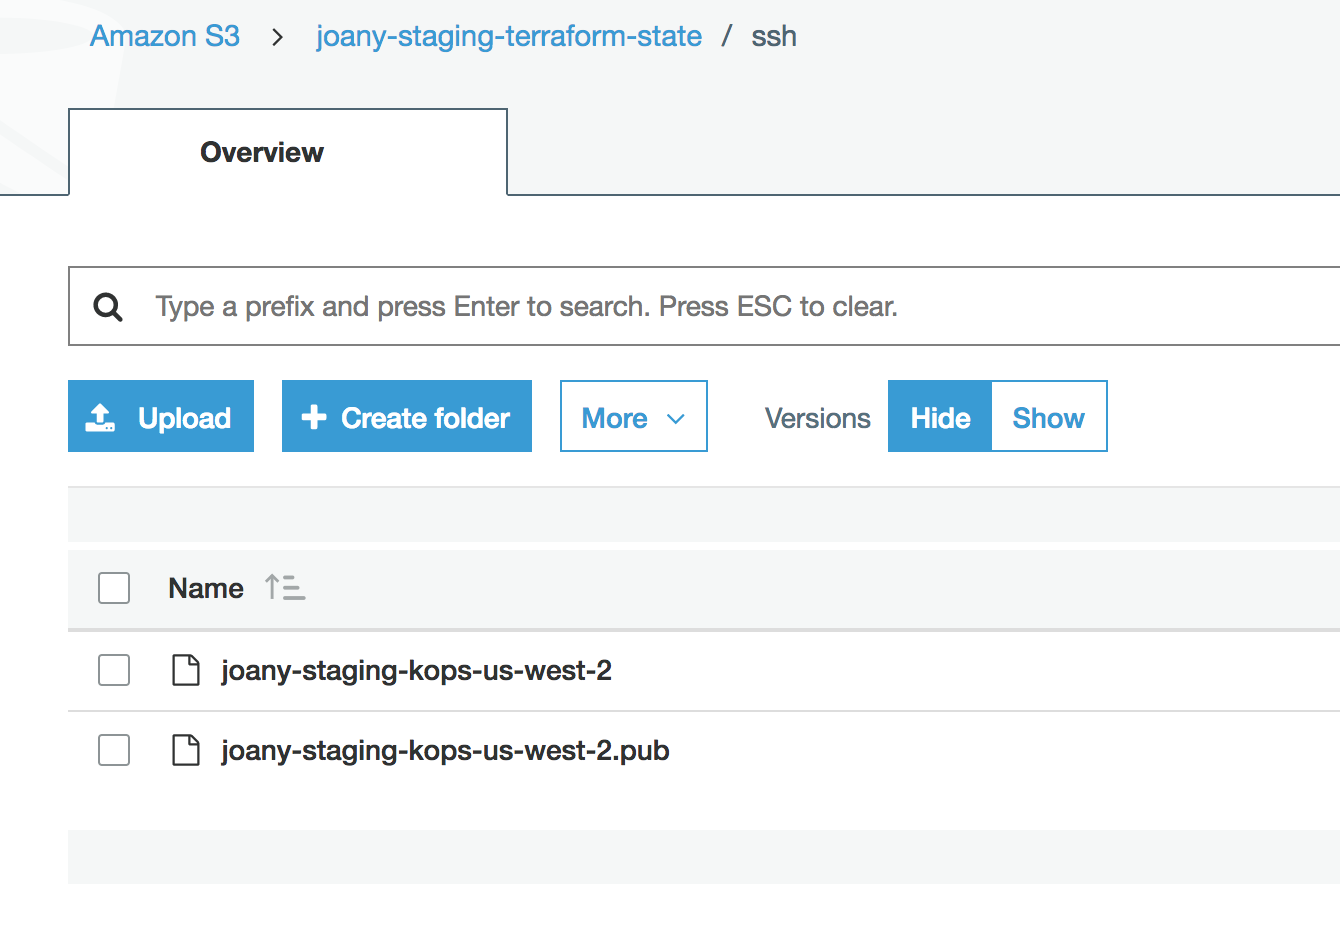 Amazon S3 > joany-staging-terraform-state / ssh
Overview
Type a prefix and press Enter to search. Press ESC to clear.
Upload Create folder More Versions Hide Show
Name
joany-staging-kops-us-west-2
joany-staging-kops-us-west-2.pub